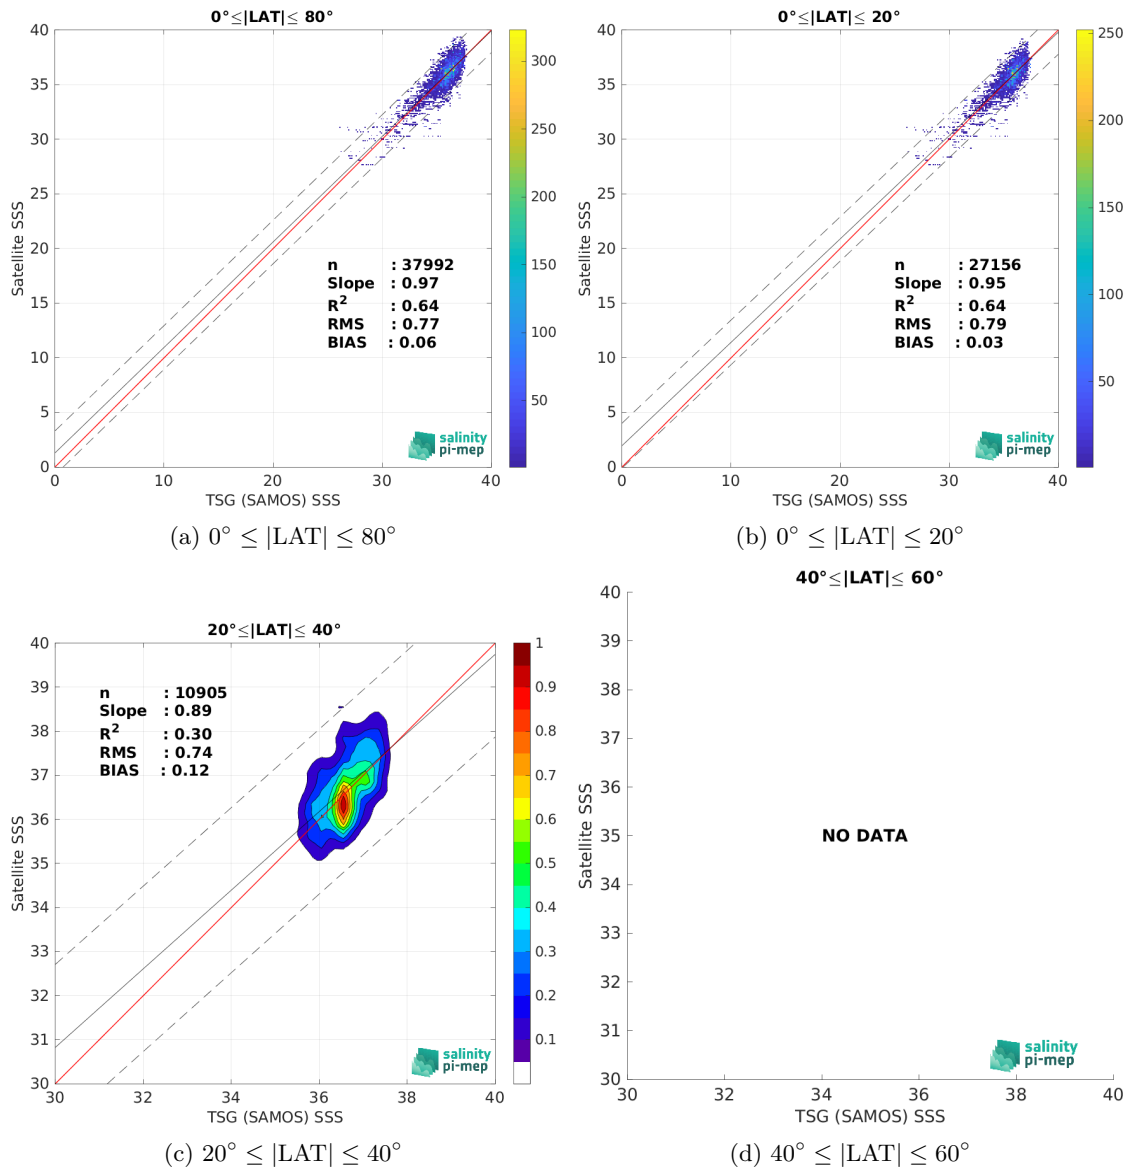 0°≤|LAT|≤ 80°
40
35
30
25
20
15
10
5
0
Satellite SSS
n : 37992
Slope : 0.97
R2 : 0.64
RMS : 0.77
BIAS : 0.06
salinity
pi-mep
0 10 20 30 40
TSG (SAMOS) SSS
300
250
200
150
100
50
(a) 0° ≤ |LAT| ≤ 80°
0°≤|LAT|≤ 20°
40
35
30
25
20
15
10
5
0
Satellite SSS
n : 27156
Slope : 0.95
R2 : 0.64
RMS : 0.79
BIAS : 0.03
salinity
pi-mep
0 10 20 30 40
TSG (SAMOS) SSS
250
200
150
100
50
(b) 0° ≤ |LAT| ≤ 20°
20°≤|LAT|≤ 40°
40
39
38
37
36
35
34
33
32
31
30
Satellite SSS
n : 10905
Slope : 0.89
R2 : 0.30
RMS : 0.74
BIAS : 0.12
salinity
pi-mep
30 32 34 36 38 40
TSG (SAMOS) SSS
1
0.9
0.8
0.7
0.6
0.5
0.4
0.3
0.2
0.1
(c) 20° ≤ |LAT| ≤ 40°
40°≤|LAT|≤ 60°
40
39
38
37
36
35
34
33
32
31
30
Satellite SSS
NO DATA
salinity
pi-mep
30 32 34 36 38 40
TSG (SAMOS) SSS
(d) 40° ≤ |LAT| ≤ 60°